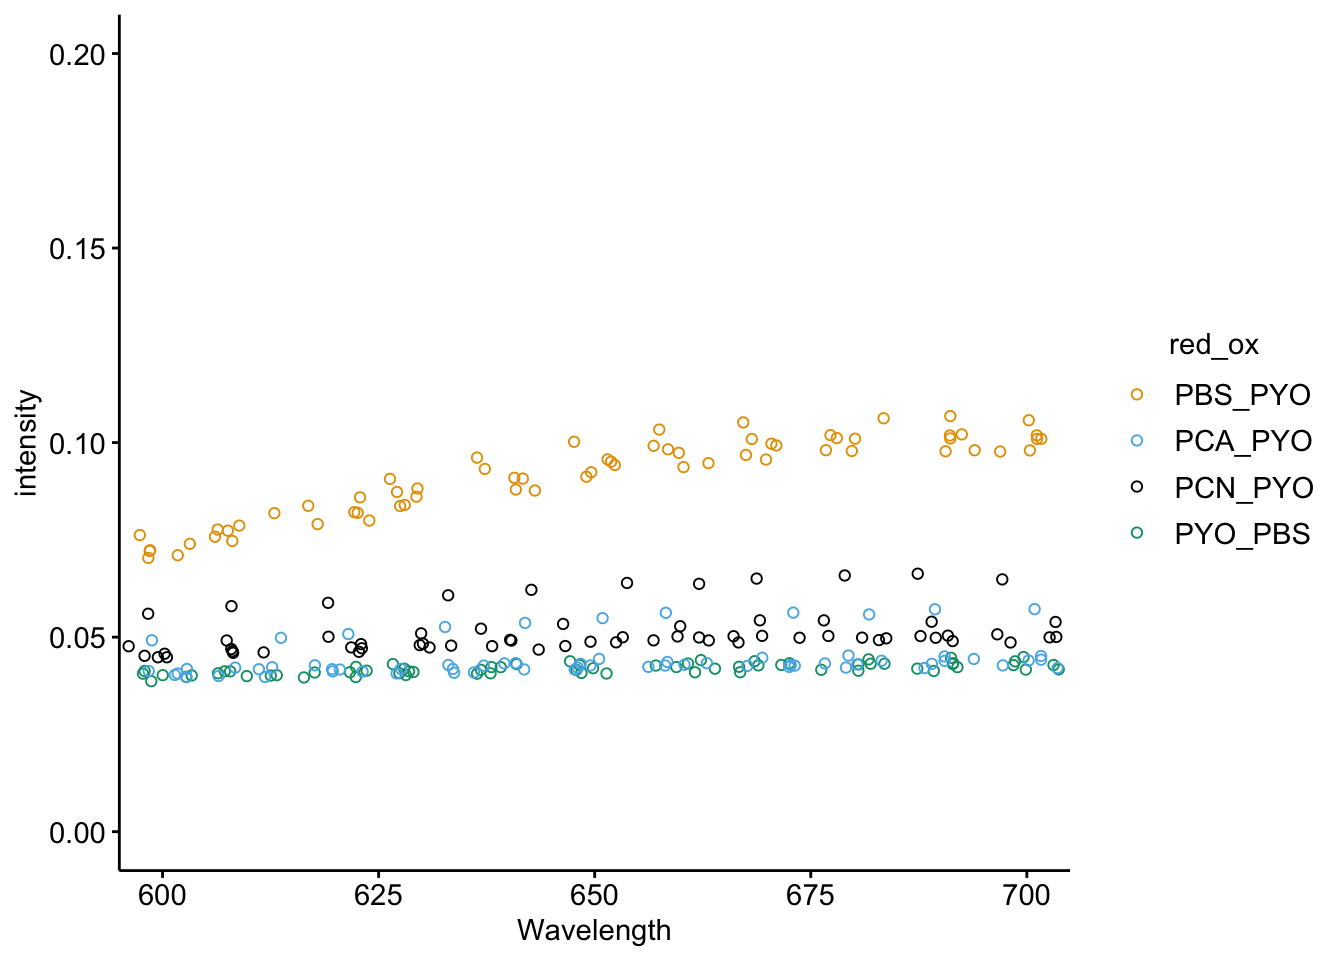 0.20
0.15
0.10
0.05
0.00
intensity
600 625 650 675 700
Wavelength
red_ox
PBS_PYO
PCA_PYO
PCN_PYO
PYO_PBS